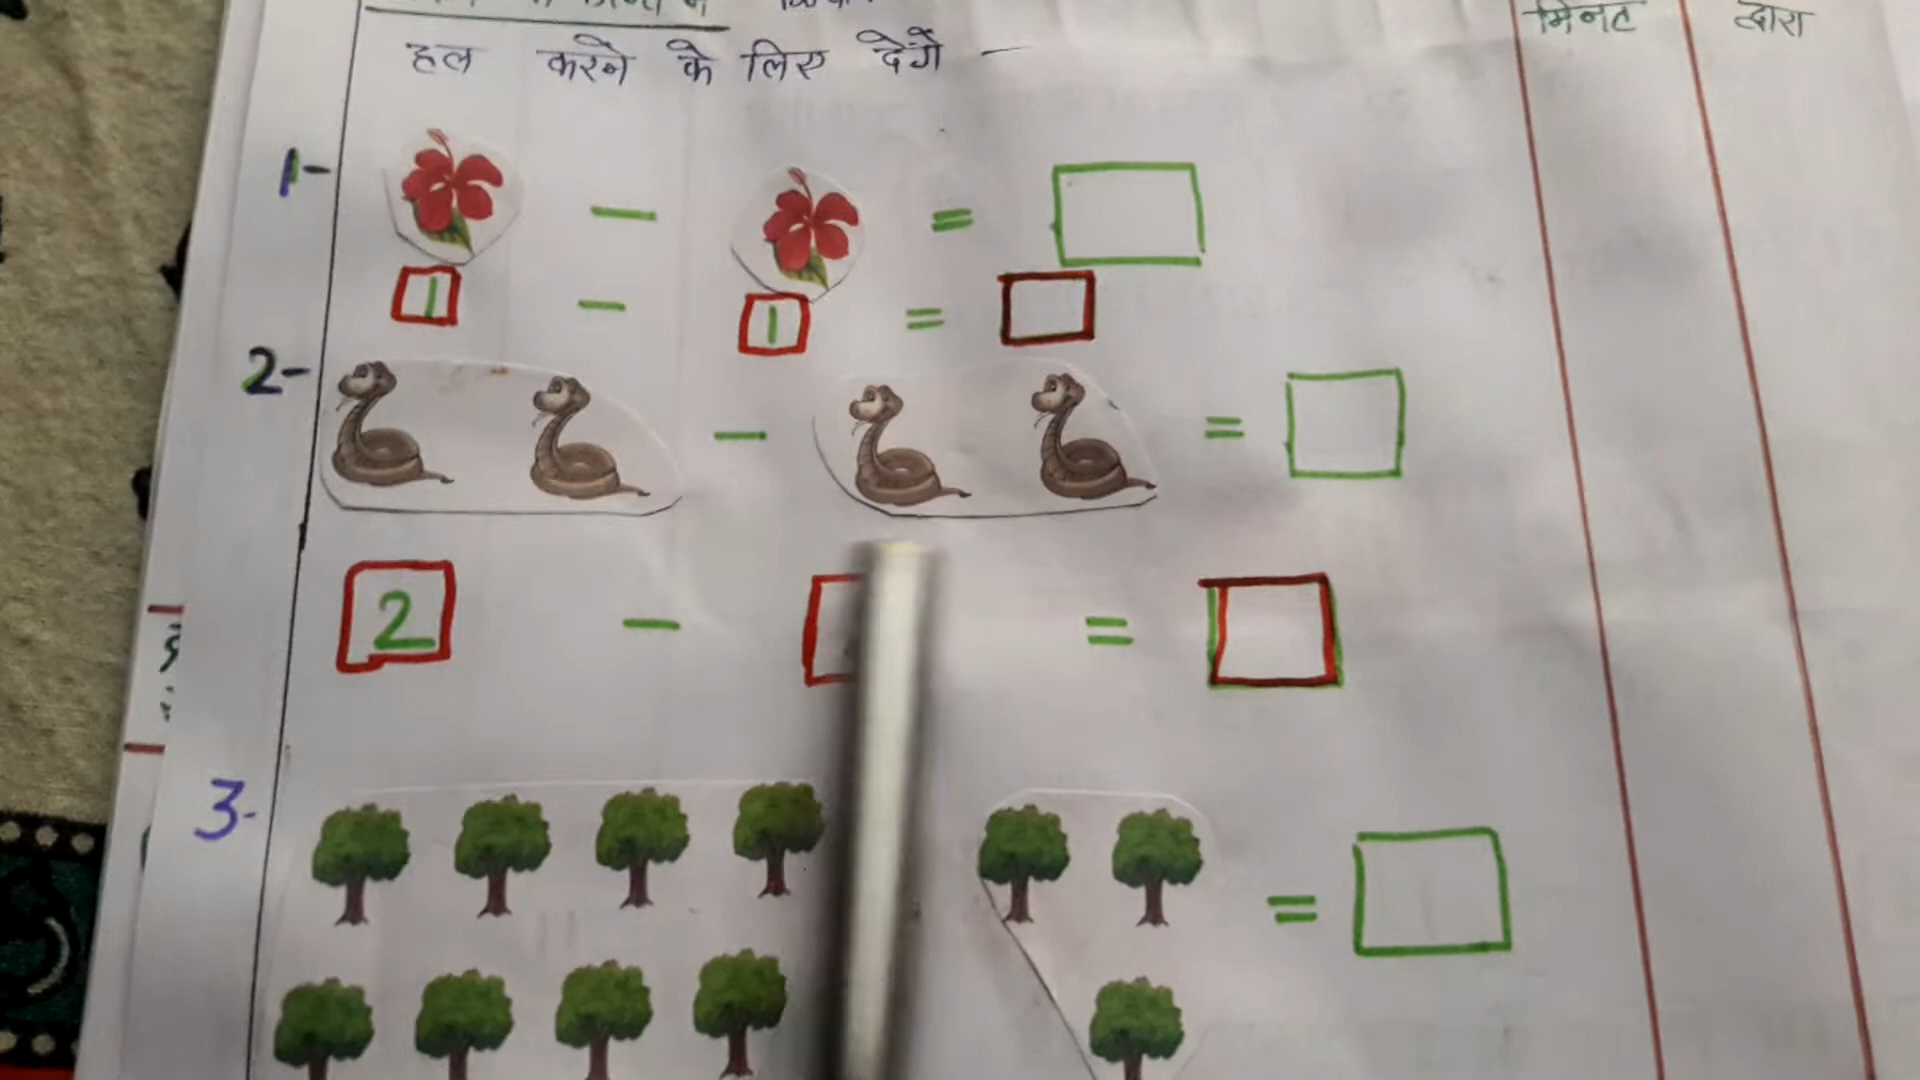 मिनट द्वारा
हल करने के लिए देगें —
1-
− =
1 − 1 =
2-
− =
2 − =
3-
=